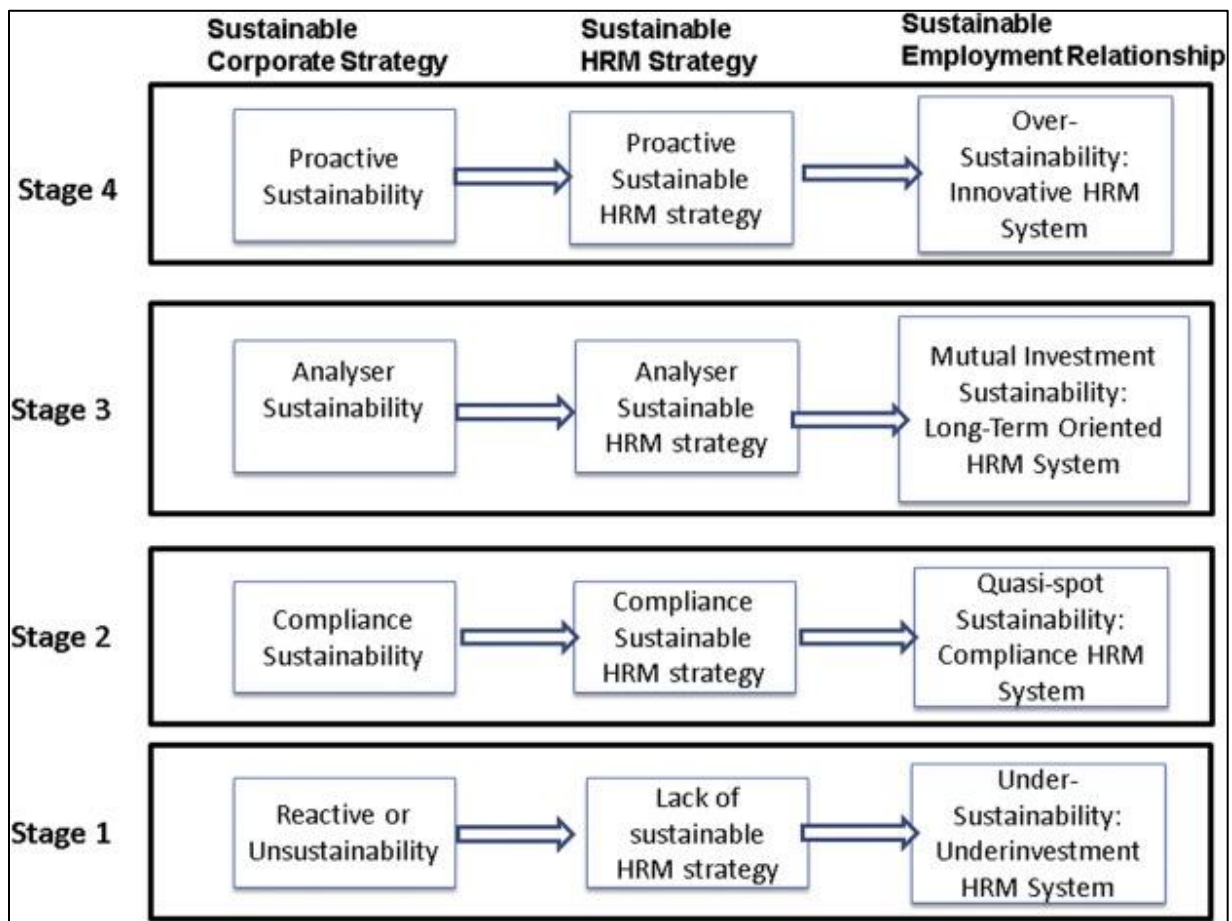 Sustainable
Corporate Strategy
Sustainable
HRM Strategy
Sustainable
Employment Relationship
Stage 4
Proactive
Sustainability
Proactive
Sustainable
HRM strategy
Over-
Sustainability:
Innovative HRM
System
Stage 3
Analyser
Sustainability
Analyser
Sustainable
HRM strategy
Mutual Investment
Sustainability:
Long-Term Oriented
HRM System
Stage 2
Compliance
Sustainability
Compliance
Sustainable
HRM strategy
Quasi-spot
Sustainability:
Compliance HRM
System
Stage 1
Reactive or
Unsustainability
Lack of
sustainable
HRM strategy
Under-
Sustainability:
Underinvestment
HRM System